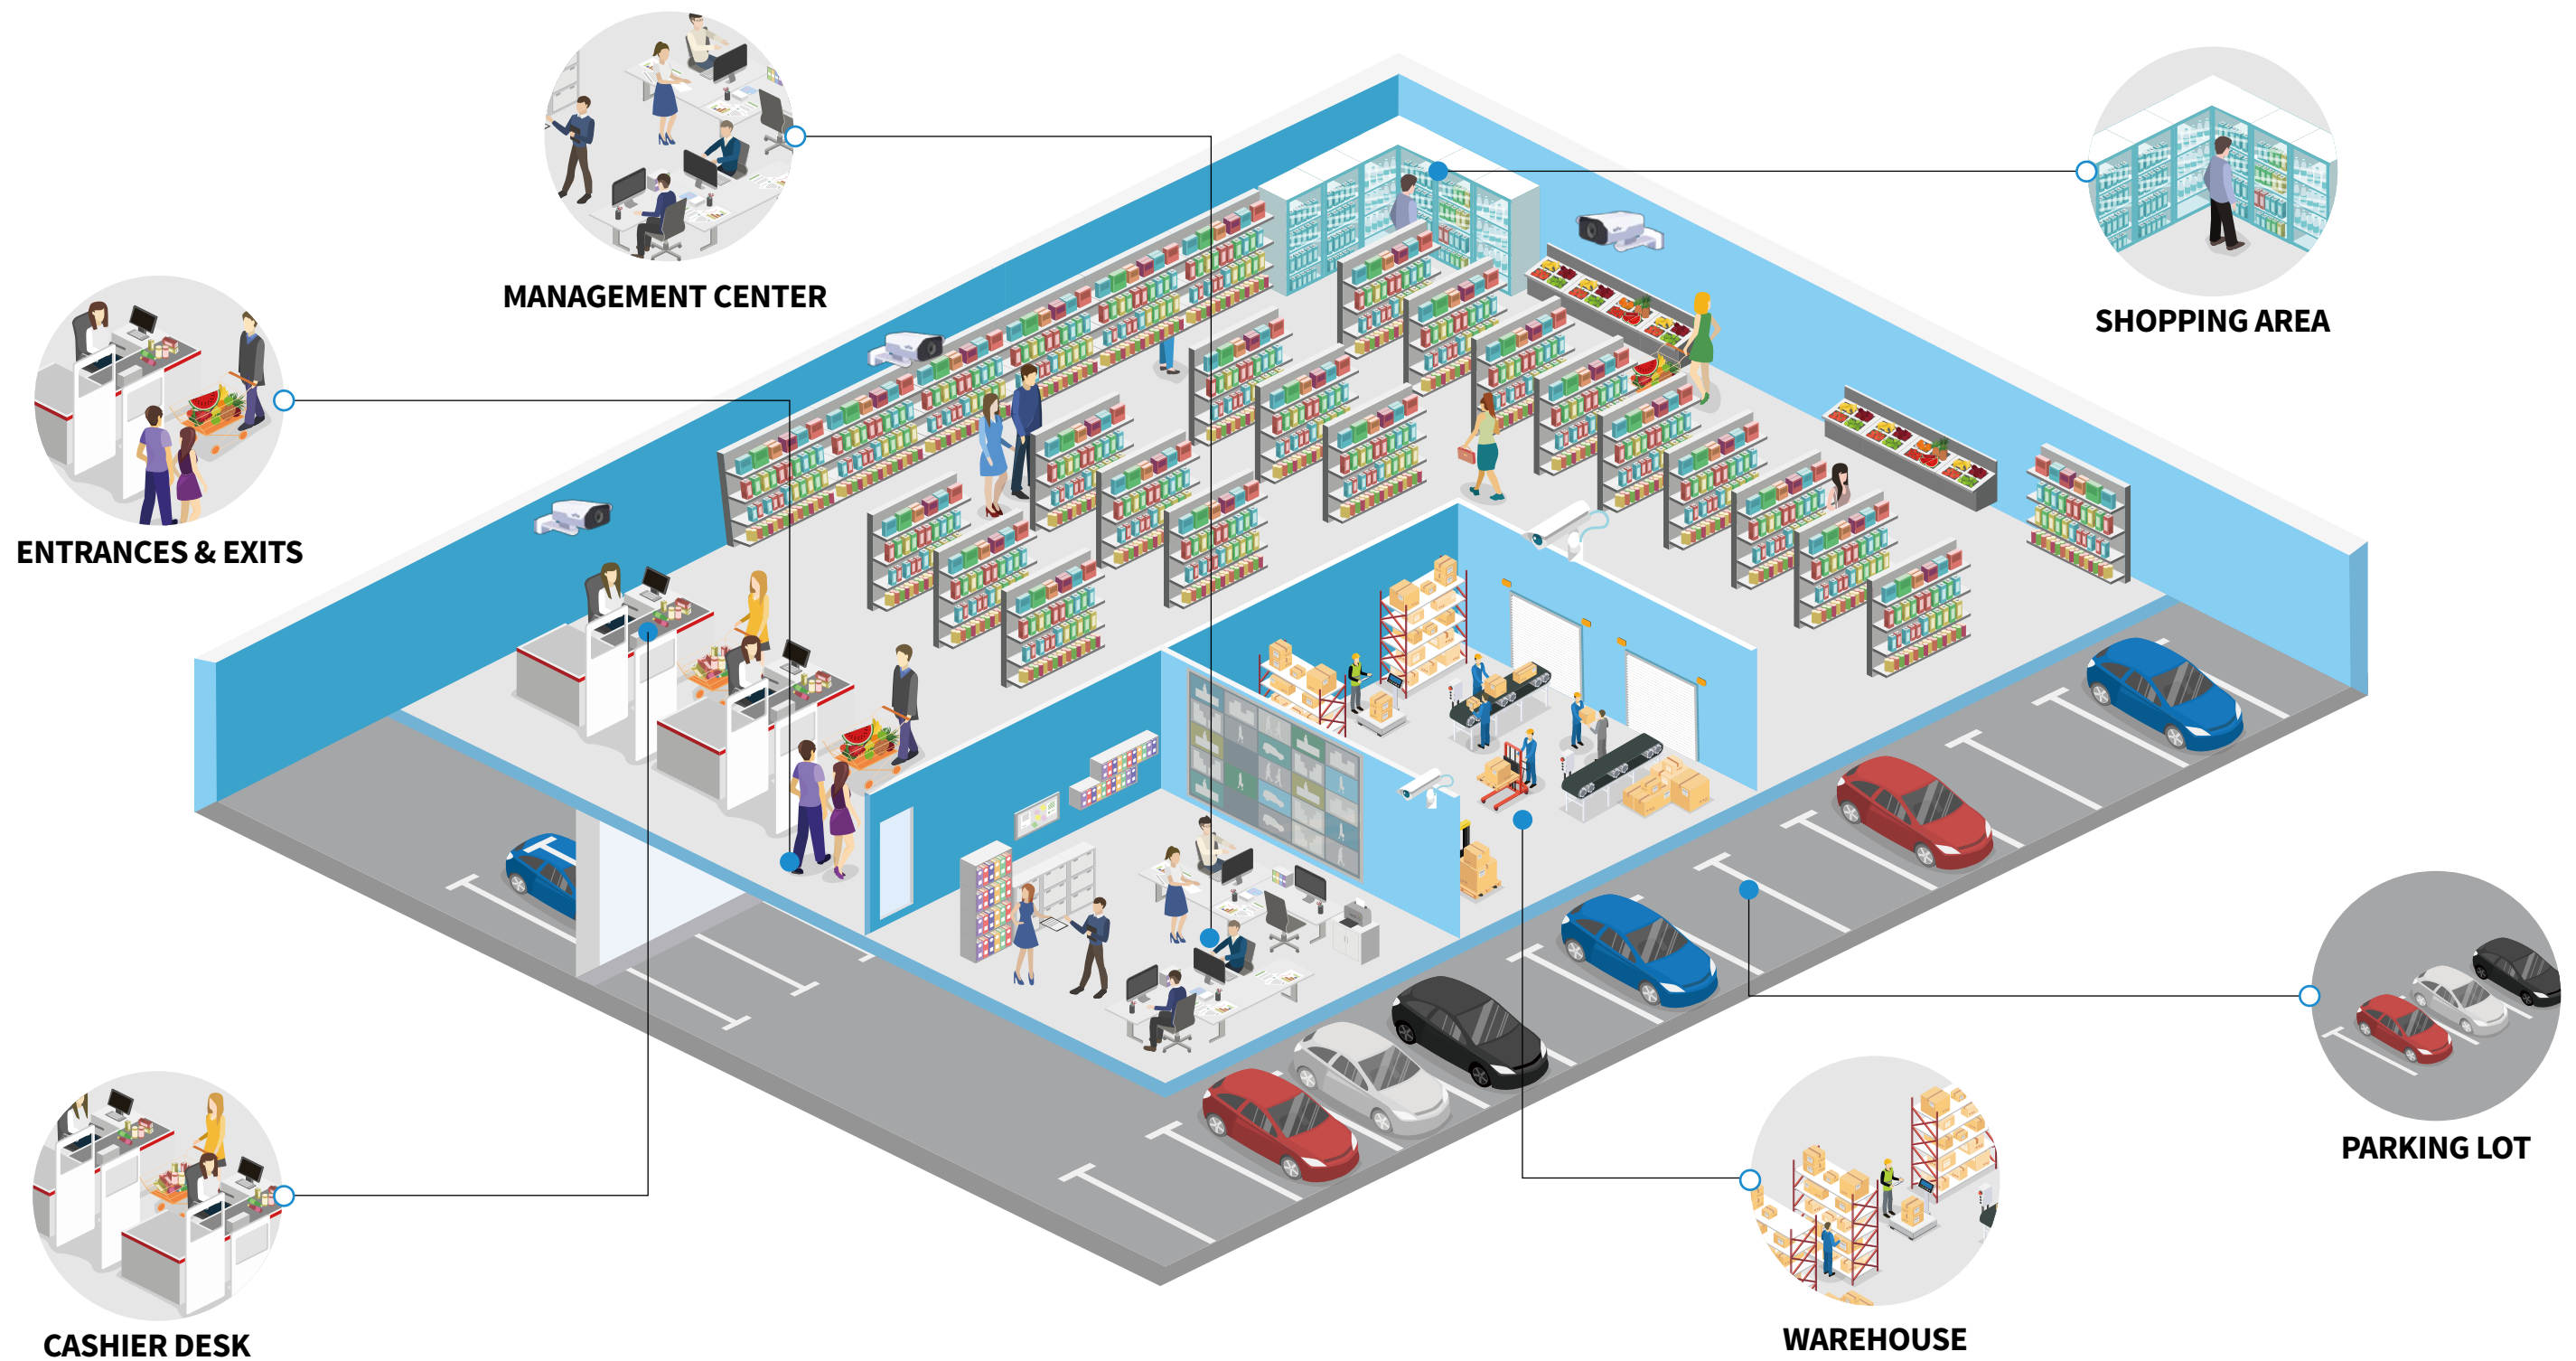 MANAGEMENT CENTER
SHOPPING AREA
ENTRANCES & EXITS
PARKING LOT
CASHIER DESK
WAREHOUSE